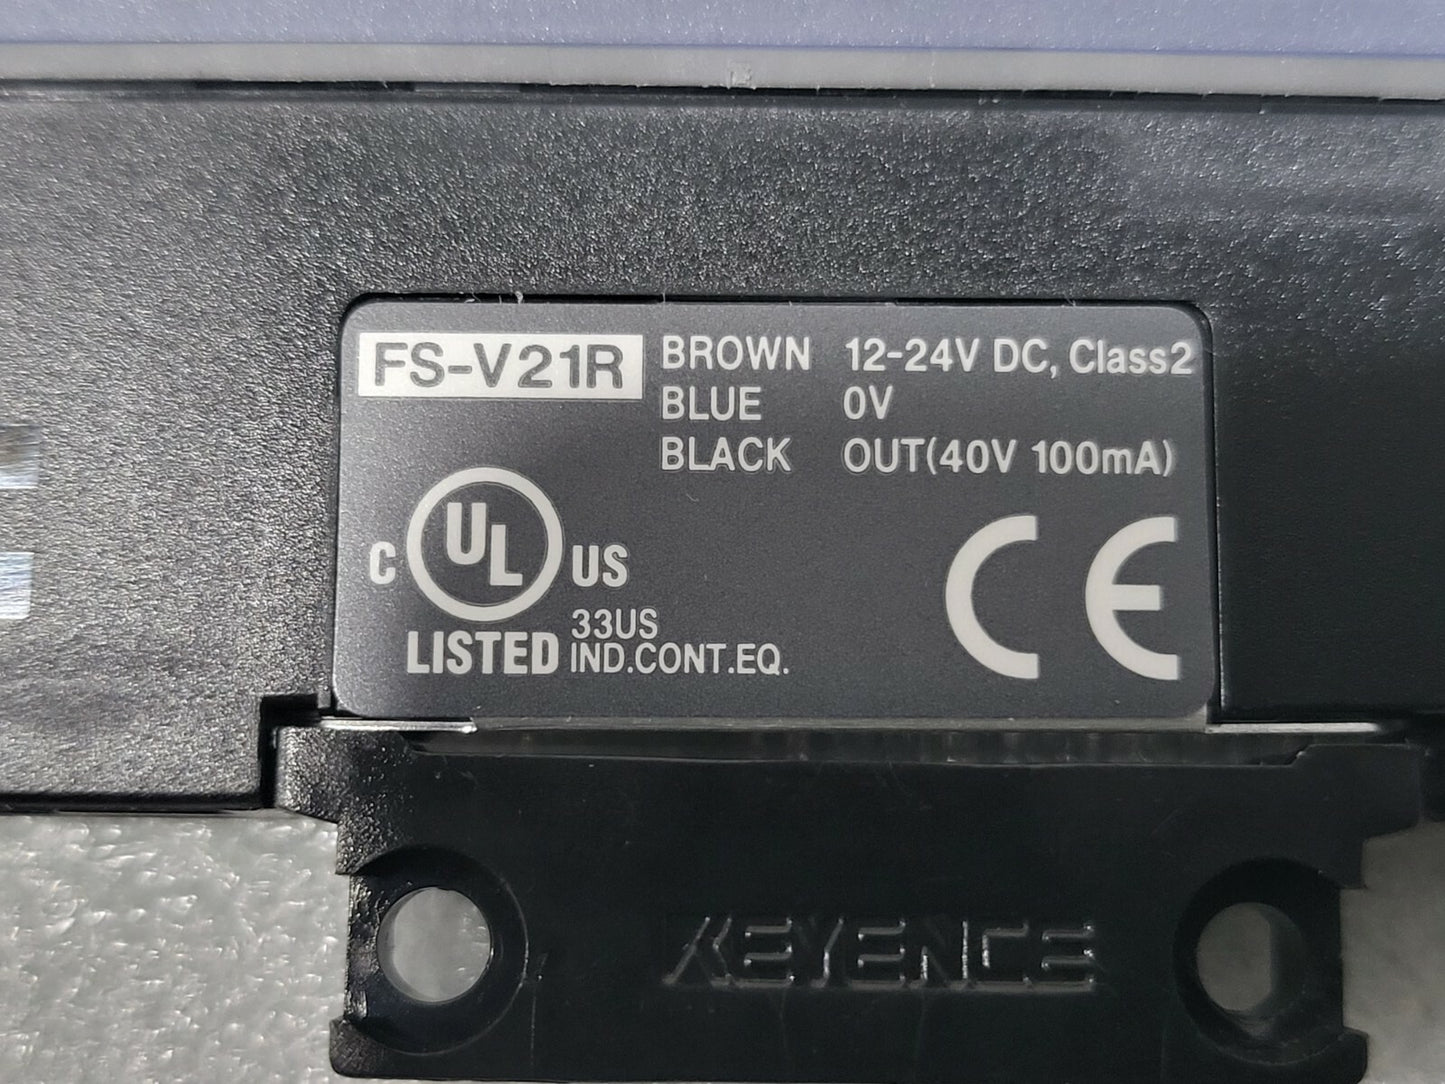 FS-V21R BROWN 12-24V DC, Class2
BLUE 0V
BLACK OUT(40V 100mA)
C UL US
LISTED 33US
IND.CONT.EQ.
CE
KEYENCE